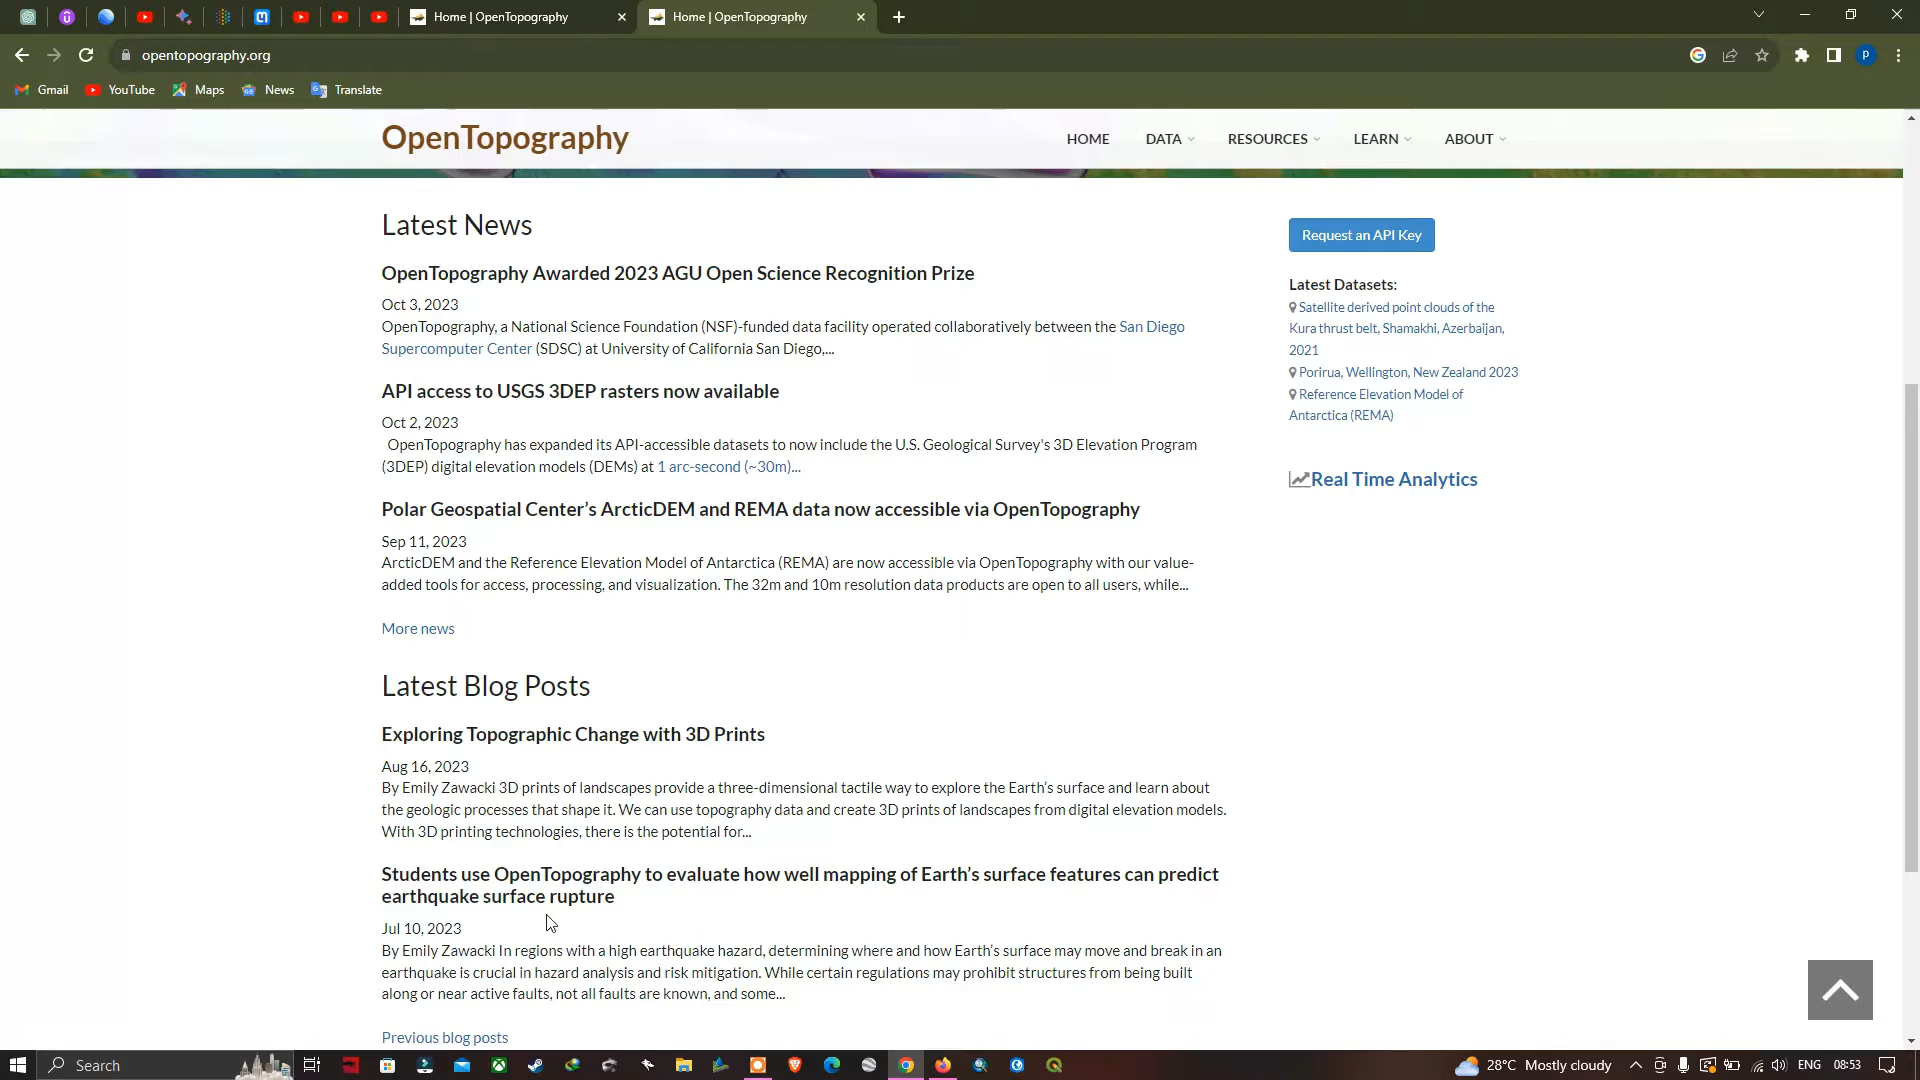 Home | OpenTopography
Home | OpenTopography
opentopography.org
P
Gmail
YouTube
Maps
News
Translate
OpenTopography
HOME
DATA
RESOURCES
LEARN
ABOUT
Latest News
OpenTopography Awarded 2023 AGU Open Science Recognition Prize
Oct 3, 2023
OpenTopography, a National Science Foundation (NSF)-funded data facility operated collaboratively between the San Diego
Supercomputer Center (SDSC) at University of California San Diego,...
API access to USGS 3DEP rasters now available
Oct 2, 2023
OpenTopography has expanded its API-accessible datasets to now include the U.S. Geological Survey's 3D Elevation Program
(3DEP) digital elevation models (DEMs) at 1 arc-second (~30m)...
Polar Geospatial Center’s ArcticDEM and REMA data now accessible via OpenTopography
Sep 11, 2023
ArcticDEM and the Reference Elevation Model of Antarctica (REMA) are now accessible via OpenTopography with our value-
added tools for access, processing, and visualization. The 32m and 10m resolution data products are open to all users, while...
More news
Latest Blog Posts
Exploring Topographic Change with 3D Prints
Aug 16, 2023
By Emily Zawacki 3D prints of landscapes provide a three-dimensional tactile way to explore the Earth’s surface and learn about
the geologic processes that shape it. We can use topography data and create 3D prints of landscapes from digital elevation models.
With 3D printing technologies, there is the potential for...
Students use OpenTopography to evaluate how well mapping of Earth’s surface features can predict
earthquake surface rupture
Jul 10, 2023
By Emily Zawacki In regions with a high earthquake hazard, determining where and how Earth’s surface may move and break in an
earthquake is crucial in hazard analysis and risk mitigation. While certain regulations may prohibit structures from being built
along or near active faults, not all faults are known, and some...
Previous blog posts
Request an API Key
Latest Datasets:
Satellite derived point clouds of the
Kura thrust belt, Shamakhi, Azerbaijan,
2021
Porirua, Wellington, New Zealand 2023
Reference Elevation Model of
Antarctica (REMA)
Real Time Analytics
Search
28°C Mostly cloudy
ENG
08:53